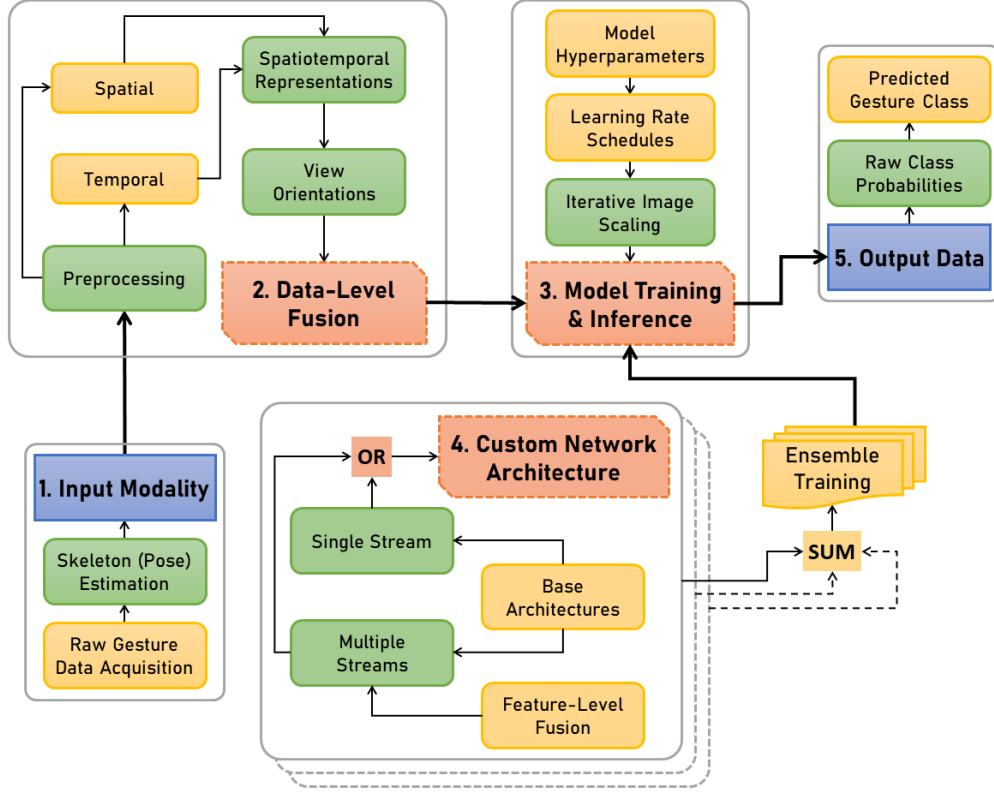 Spatial
Spatiotemporal
Representations
Temporal
View
Orientations
Preprocessing
2. Data-Level
Fusion
Model
Hyperparameters
Learning Rate
Schedules
Iterative Image
Scaling
3. Model Training
& Inference
Predicted
Gesture Class
Raw Class
Probabilities
5. Output Data
1. Input Modality
Skeleton (Pose)
Estimation
Raw Gesture
Data Acquisition
OR
4. Custom Network
Architecture
Single Stream
Base
Architectures
Multiple
Streams
Feature-Level
Fusion
Ensemble
Training
SUM